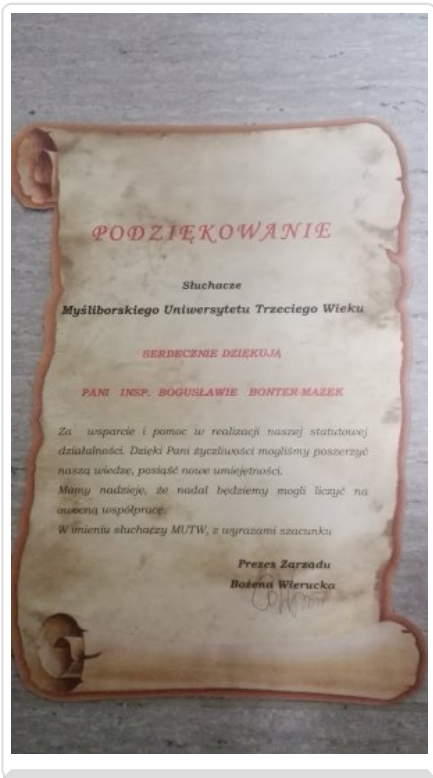 PODZIĘKOWANIE
Słuchacze
Myśliborskiego Uniwersytetu Trzeciego Wieku
SERDECZNIE DZIĘKUJĄ
PANI INSP. BOGUSŁAWIE BONTER-MAZEK
Za wsparcie i pomoc w realizacji naszej statutowej
działalności. Dzięki Pani życzliwości mogliśmy poszerzyć
naszą wiedzę, posiąść nowe umiejętności.
Mamy nadzieję, że nadal będziemy mogli liczyć na
owocną współpracę.
W imieniu słuchaczy MUTW, z wyrazami szacunku
Prezes Zarządu
Bożena Wierucka